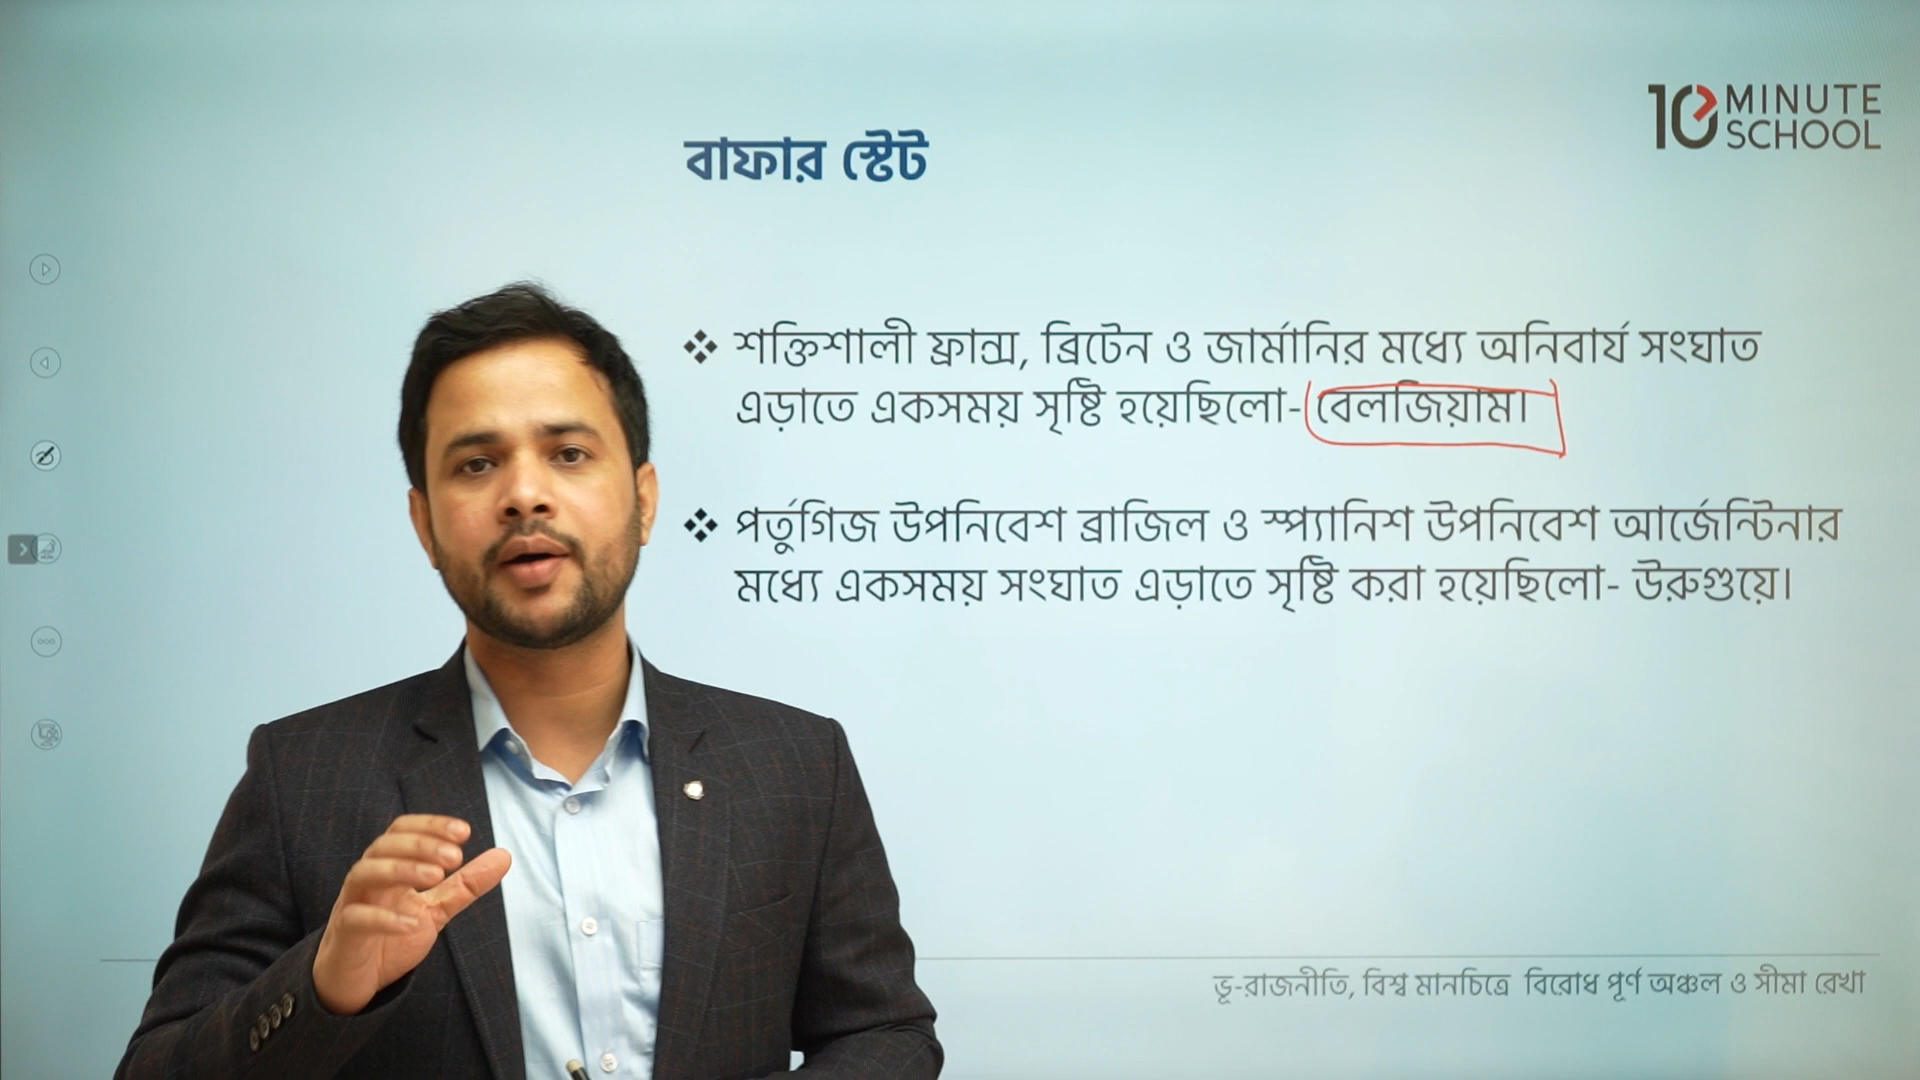 10 MINUTE
SCHOOL
বাফার স্টেট
❖ শক্তিশালী ফ্রান্স, ব্রিটেন ও জার্মানির মধ্যে অনিবার্য সংঘাত
এড়াতে একসময় সৃষ্টি হয়েছিলো- বেলজিয়াম।
❖ পর্তুগিজ উপনিবেশ ব্রাজিল ও স্প্যানিশ উপনিবেশ আর্জেন্টিনার
মধ্যে একসময় সংঘাত এড়াতে সৃষ্টি করা হয়েছিলো- উরুগুয়ে।
ভূ-রাজনীতি, বিশ্ব মানচিত্রে বিরোধ পূর্ণ অঞ্চল ও সীমা রেখা